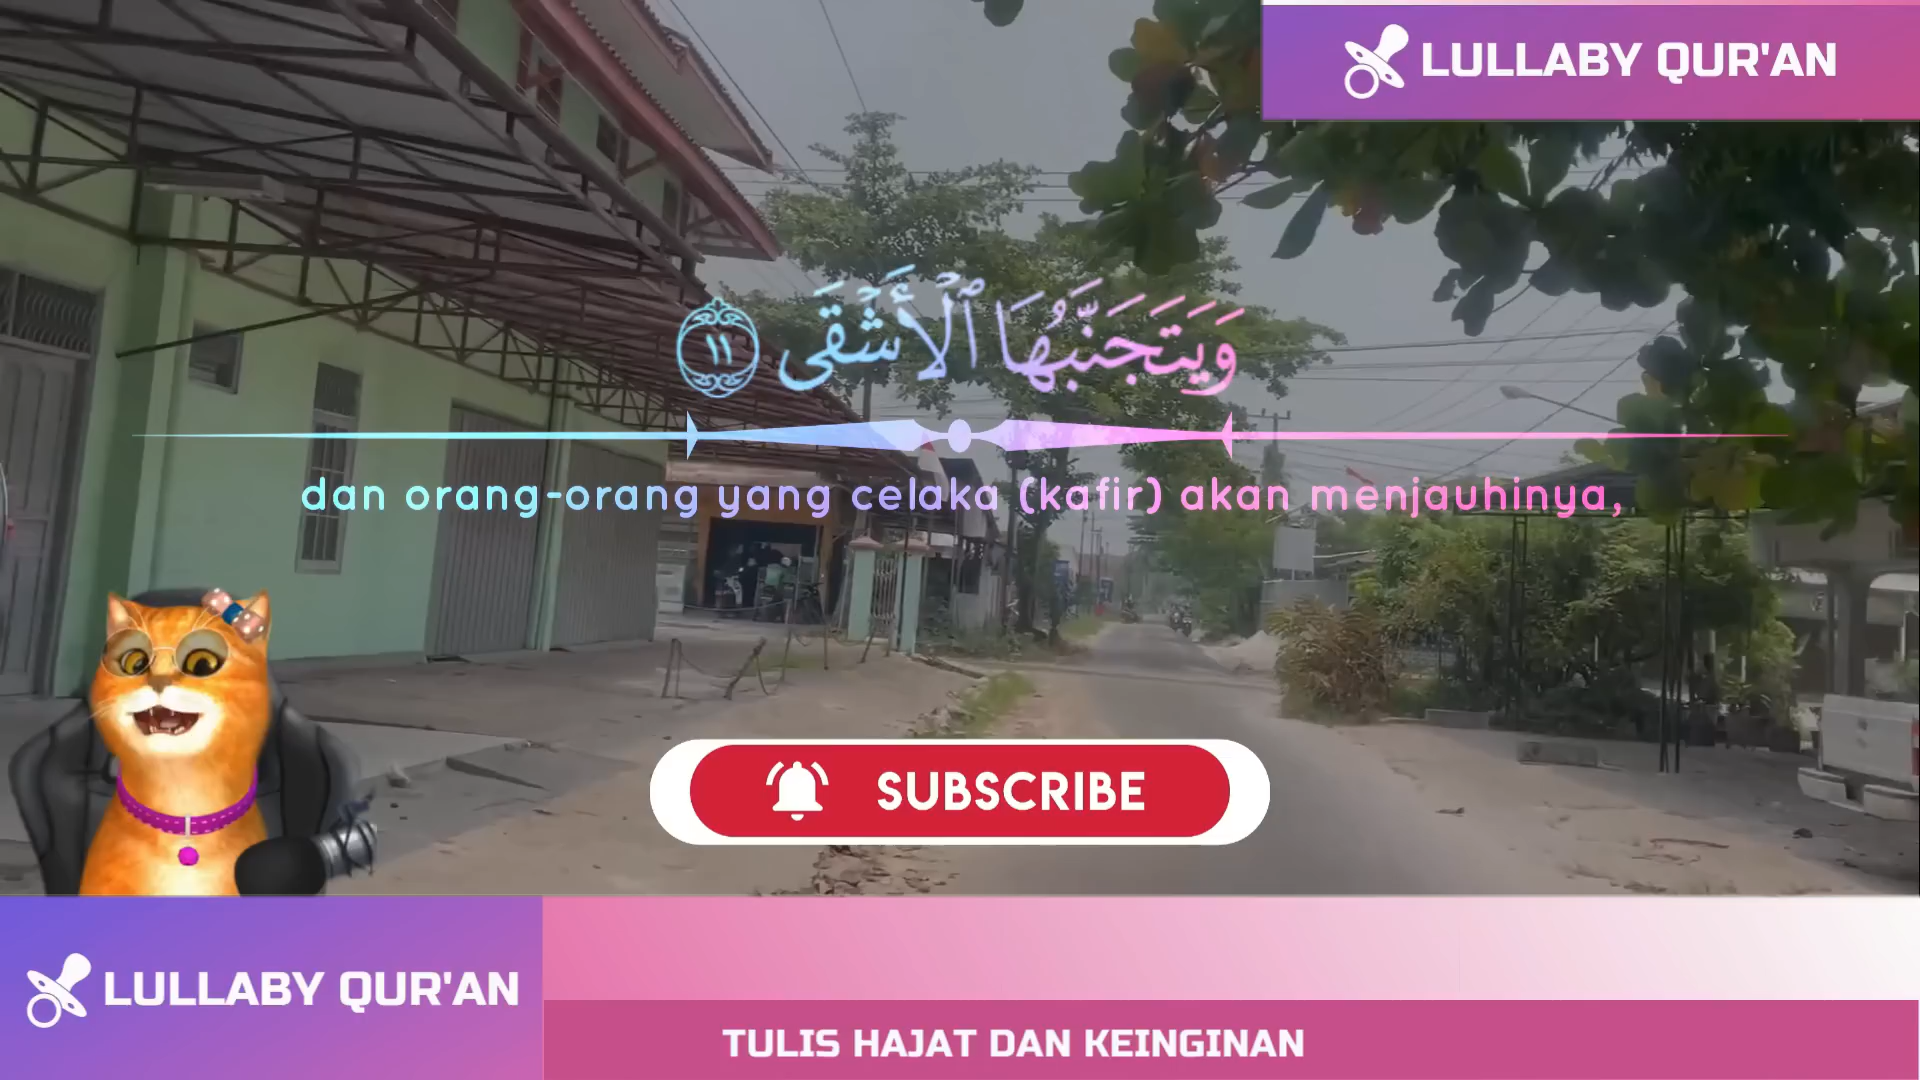 LULLABY QUR'AN
وَيَتَجَنَّبُهَا ٱلْأَشْقَى ١١
dan orang-orang yang celaka (kafir) akan menjauhinya,
SUBSCRIBE
LULLABY QUR'AN
TULIS HAJAT DAN KEINGINAN